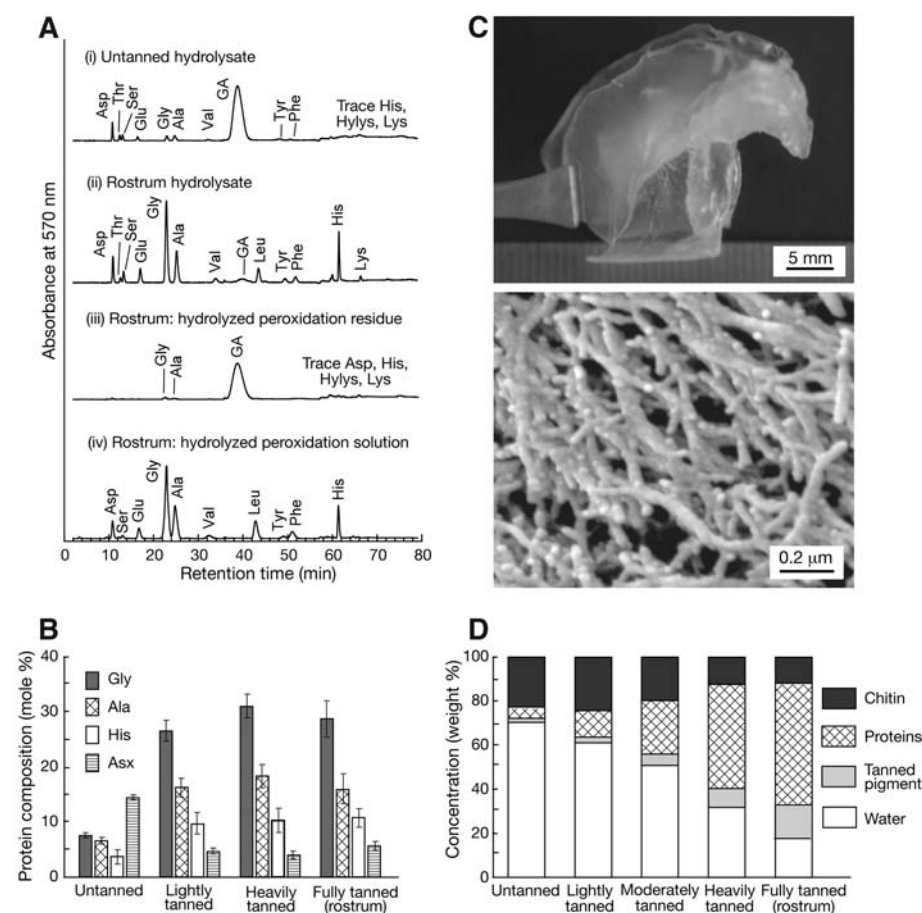 A
Absorbance at 570 nm
(i) Untanned hydrolysate
Asp
Thr
Ser
Glu
Gly
Ala
Val
GA
Tyr
Phe
Trace His,
Hylys, Lys
(ii) Rostrum hydrolysate
Asp
Thr
Ser
Glu
Gly
Ala
Val
GA
Leu
Tyr
Phe
His
Lys
(iii) Rostrum: hydrolyzed peroxidation residue
Gly
Ala
GA
Trace Asp, His,
Hylys, Lys
(iv) Rostrum: hydrolyzed peroxidation solution
Asp
Ser
Glu
Gly
Ala
Val
Leu
Tyr
Phe
His
0 10 20 30 40 50 60 70 80
Retention time (min)
C
5 mm
0.2 μm
B
Protein composition (mole %)
40
30
20
10
0
Gly
Ala
His
Asx
Untanned
Lightly
tanned
Heavily
tanned
Fully tanned
(rostrum)
D
Concentration (weight %)
100
80
60
40
20
0
Untanned
Lightly
tanned
Moderately
tanned
Heavily
tanned
Fully tanned
(rostrum)
Chitin
Proteins
Tanned
pigment
Water